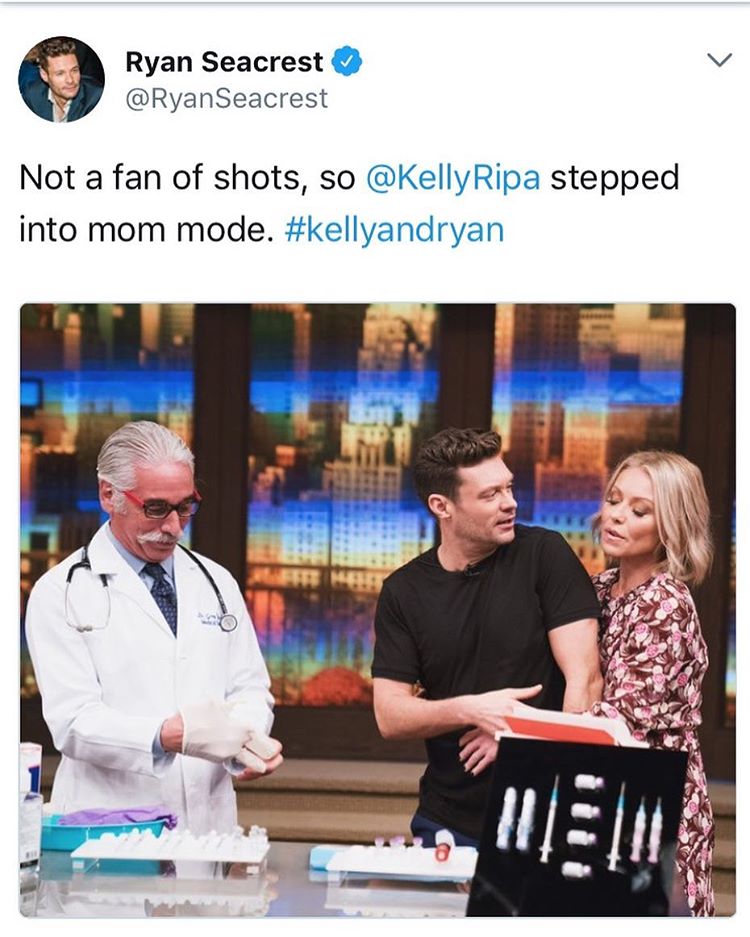 Ryan Seacrest
@RyanSeacrest
Not a fan of shots, so @KellyRipa stepped
into mom mode. #kellyandryan